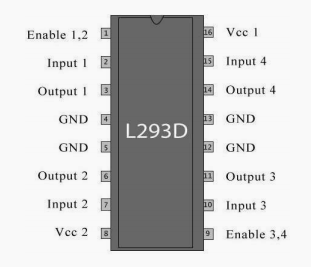 Enable 1,2 1 16 Vcc 1
Input 1 2 15 Input 4
Output 1 3 14 Output 4
GND 4 13 GND
L293D
GND 5 12 GND
Output 2 6 11 Output 3
Input 2 7 10 Input 3
Vcc 2 8 9 Enable 3,4